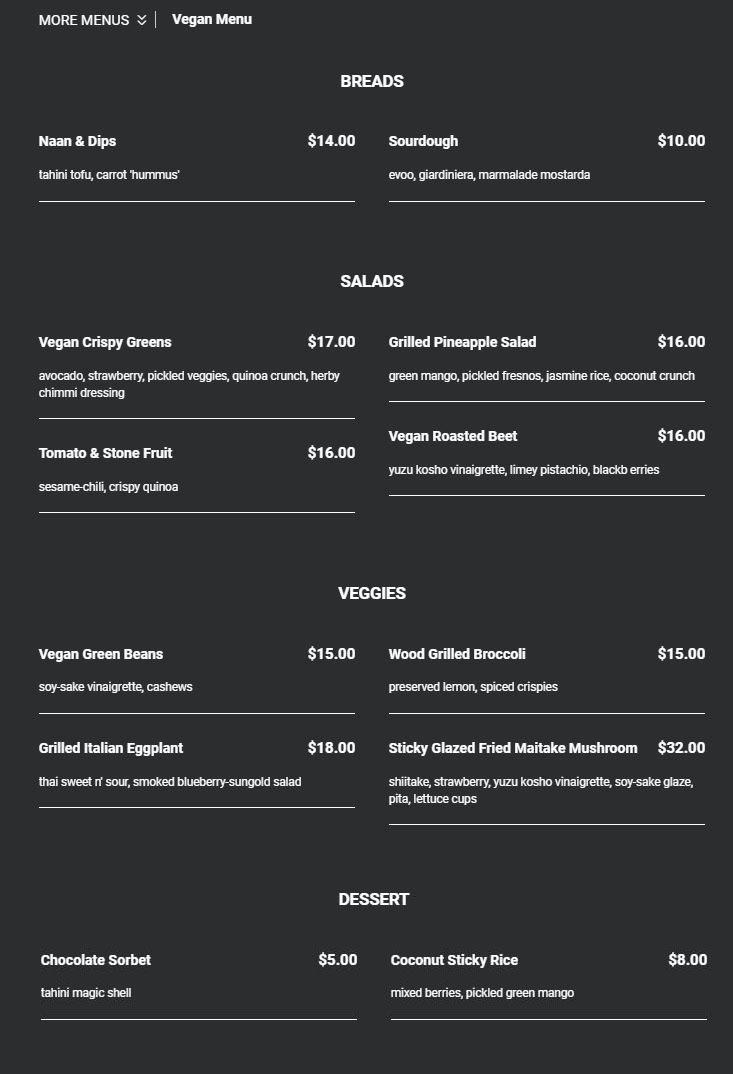 MORE MENUS Vegan Menu
BREADS
Naan & Dips $14.00
tahini tofu, carrot 'hummus'
Sourdough $10.00
evoo, giardiniera, marmalade mostarda
SALADS
Vegan Crispy Greens $17.00
avocado, strawberry, pickled veggies, quinoa crunch, herby
chimmi dressing
Tomato & Stone Fruit $16.00
sesame-chili, crispy quinoa
Grilled Pineapple Salad $16.00
green mango, pickled fresnos, jasmine rice, coconut crunch
Vegan Roasted Beet $16.00
yuzu kosho vinaigrette, limey pistachio, blackb erries
VEGGIES
Vegan Green Beans $15.00
soy-sake vinaigrette, cashews
Grilled Italian Eggplant $18.00
thai sweet n' sour, smoked blueberry-sungold salad
Wood Grilled Broccoli $15.00
preserved lemon, spiced crispies
Sticky Glazed Fried Maitake Mushroom $32.00
shiitake, strawberry, yuzu kosho vinaigrette, soy-sake glaze,
pita, lettuce cups
DESSERT
Chocolate Sorbet $5.00
tahini magic shell
Coconut Sticky Rice $8.00
mixed berries, pickled green mango